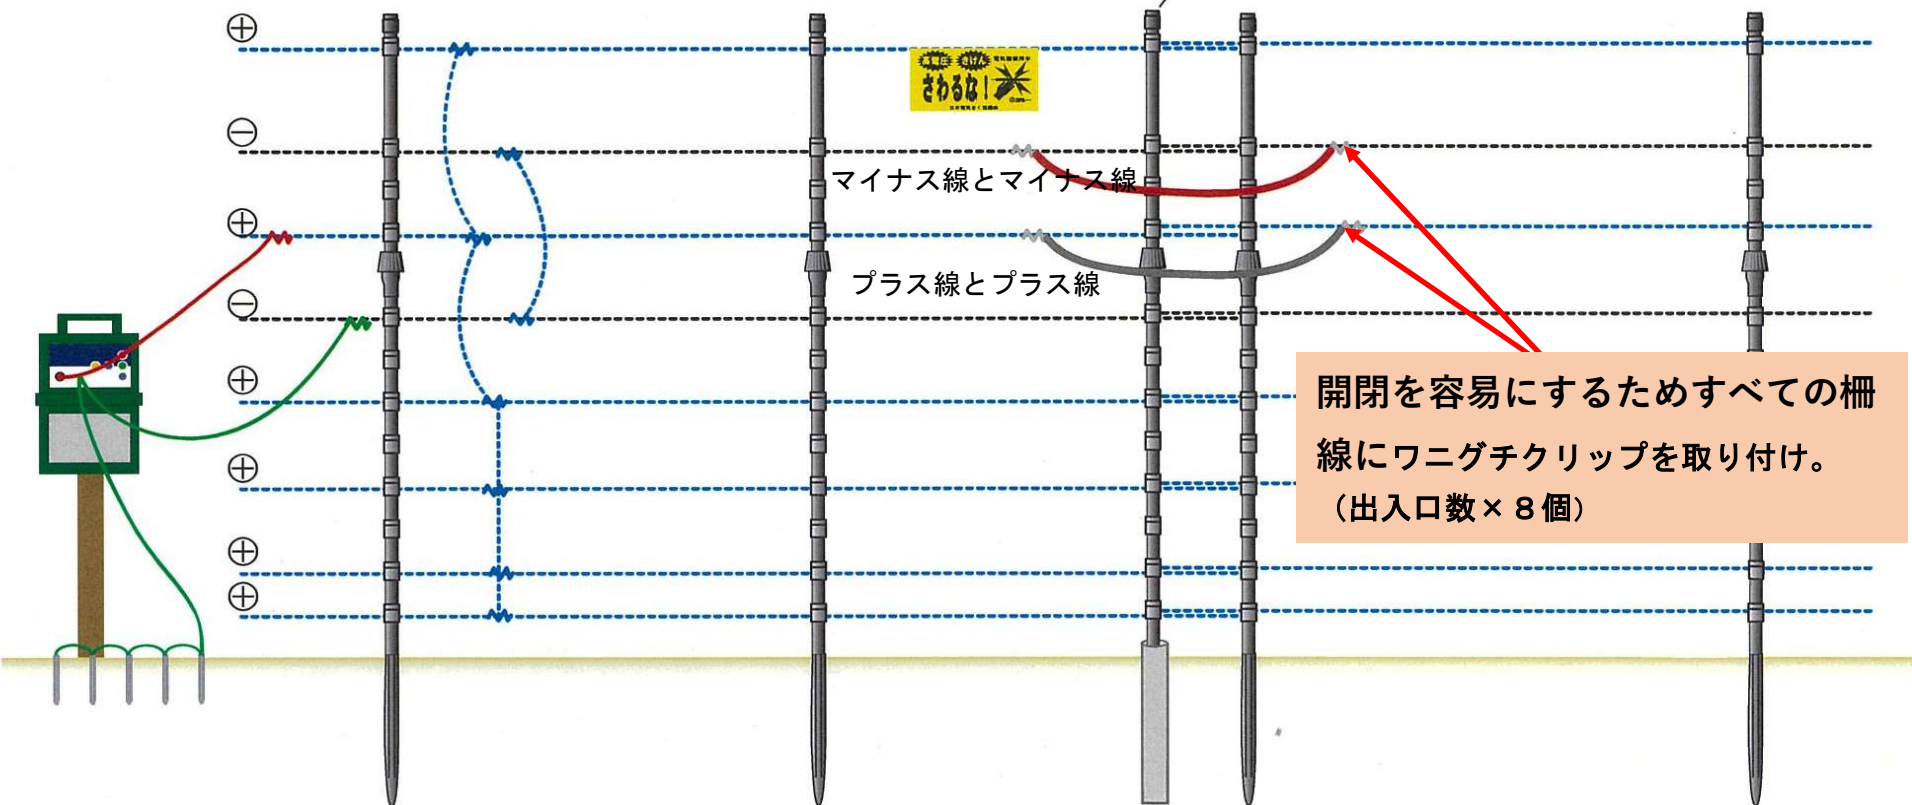 ⊕
⊖
さわるな！
マイナス線とマイナス線
⊕
プラス線とプラス線
⊖
⊕
開閉を容易にするためすべての柵
線にワニグチクリップを取り付け。
（出入口数×８個）
⊕
⊕
⊕